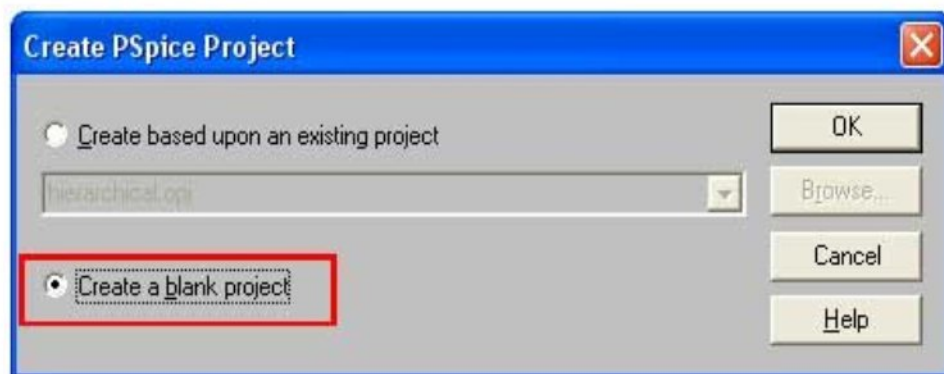 Create PSpice Project
Create based upon an existing project
OK
hierarchical.opj
Browse...
Create a blank project
Cancel
Help